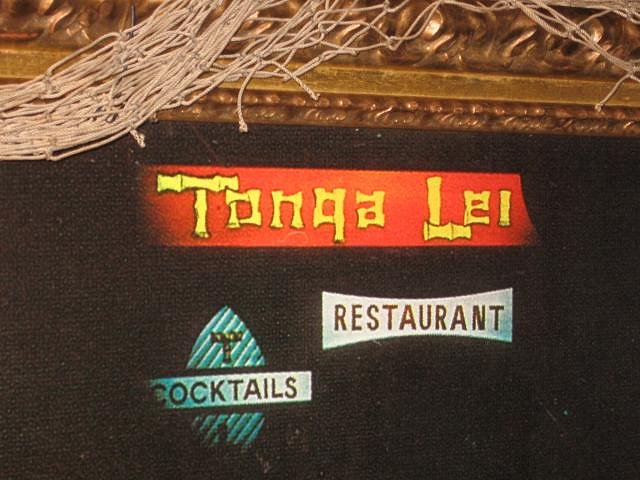 Tonga Lei
RESTAURANT
T
COCKTAILS